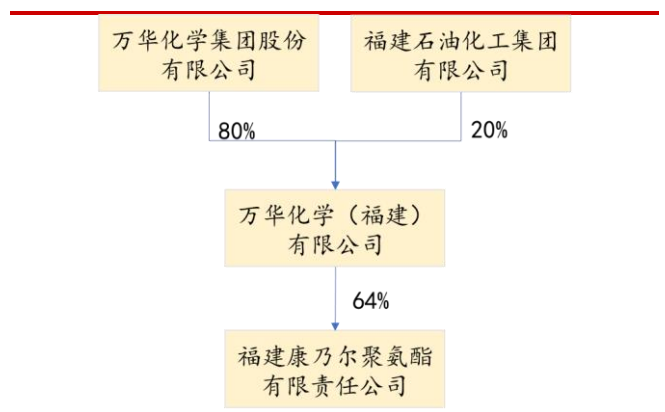 万华化学集团股份
有限公司
福建石油化工集团
有限公司
80%
20%
万华化学（福建）
有限公司
64%
福建康乃尔聚氨酯
有限责任公司